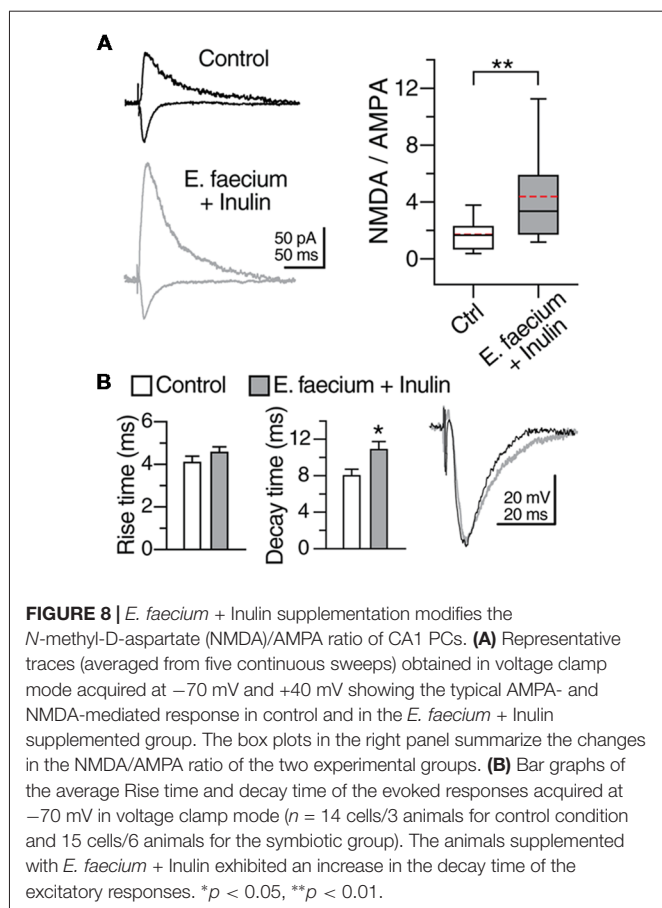 A
Control
E. faecium
+ Inulin
50 pA
50 ms
**
NMDA / AMPA
12
8
4
0
Ctrl
E. faecium
+ Inulin
B
Control
E. faecium + Inulin
Rise time (ms)
6
4
2
0
Decay time (ms)
12
8
4
0
*
20 mV
20 ms
FIGURE 8 | E. faecium + Inulin supplementation modifies the
N-methyl-D-aspartate (NMDA)/AMPA ratio of CA1 PCs. (A) Representative
traces (averaged from five continuous sweeps) obtained in voltage clamp
mode acquired at −70 mV and +40 mV showing the typical AMPA- and
NMDA-mediated response in control and in the E. faecium + Inulin
supplemented group. The box plots in the right panel summarize the changes
in the NMDA/AMPA ratio of the two experimental groups. (B) Bar graphs of
the average Rise time and decay time of the evoked responses acquired at
−70 mV in voltage clamp mode (n = 14 cells/3 animals for control condition
and 15 cells/6 animals for the symbiotic group). The animals supplemented
with E. faecium + Inulin exhibited an increase in the decay time of the
excitatory responses. *p < 0.05, **p < 0.01.